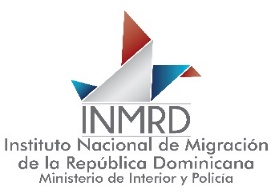 INMRD
Instituto Nacional de Migración
de la República Dominicana
Ministerio de Interior y Policía